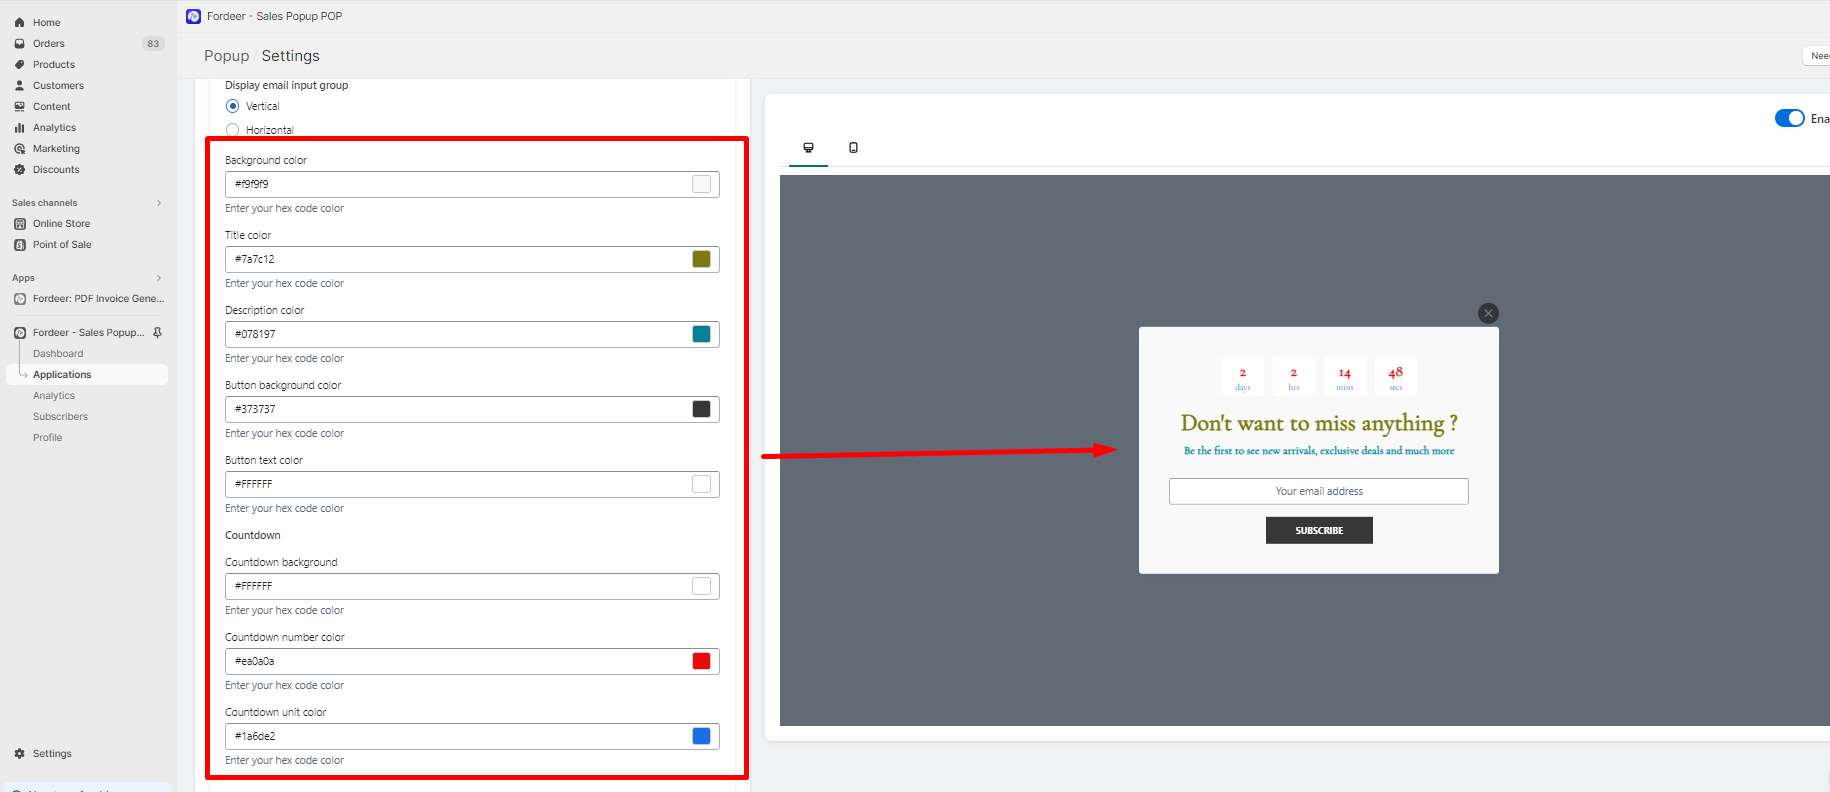 Home
Orders
83
Products
Customers
Content
Analytics
Marketing
Discounts
Sales channels
Online Store
Point of Sale
Apps
Fordeer: PDF Invoice Gene...
Fordeer - Sales Popup...
Dashboard
Applications
Analytics
Subscribers
Profile
Settings
Fordeer - Sales Popup POP
Popup / Settings
Display email input group
Vertical
Horizontal
Background color
#f9f9f9
Enter your hex code color
Title color
#7a7c12
Enter your hex code color
Description color
#078197
Enter your hex code color
Button background color
#373737
Enter your hex code color
Button text color
#FFFFFF
Enter your hex code color
Countdown
Countdown background
#FFFFFF
Enter your hex code color
Countdown number color
#ea0a0a
Enter your hex code color
Countdown unit color
#1a6de2
Enter your hex code color
Nee
Ena
2 2 14 48
days hrs mins secs
Don't want to miss anything ?
Be the first to see new arrivals, exclusive deals and much more
Your email address
SUBSCRIBE